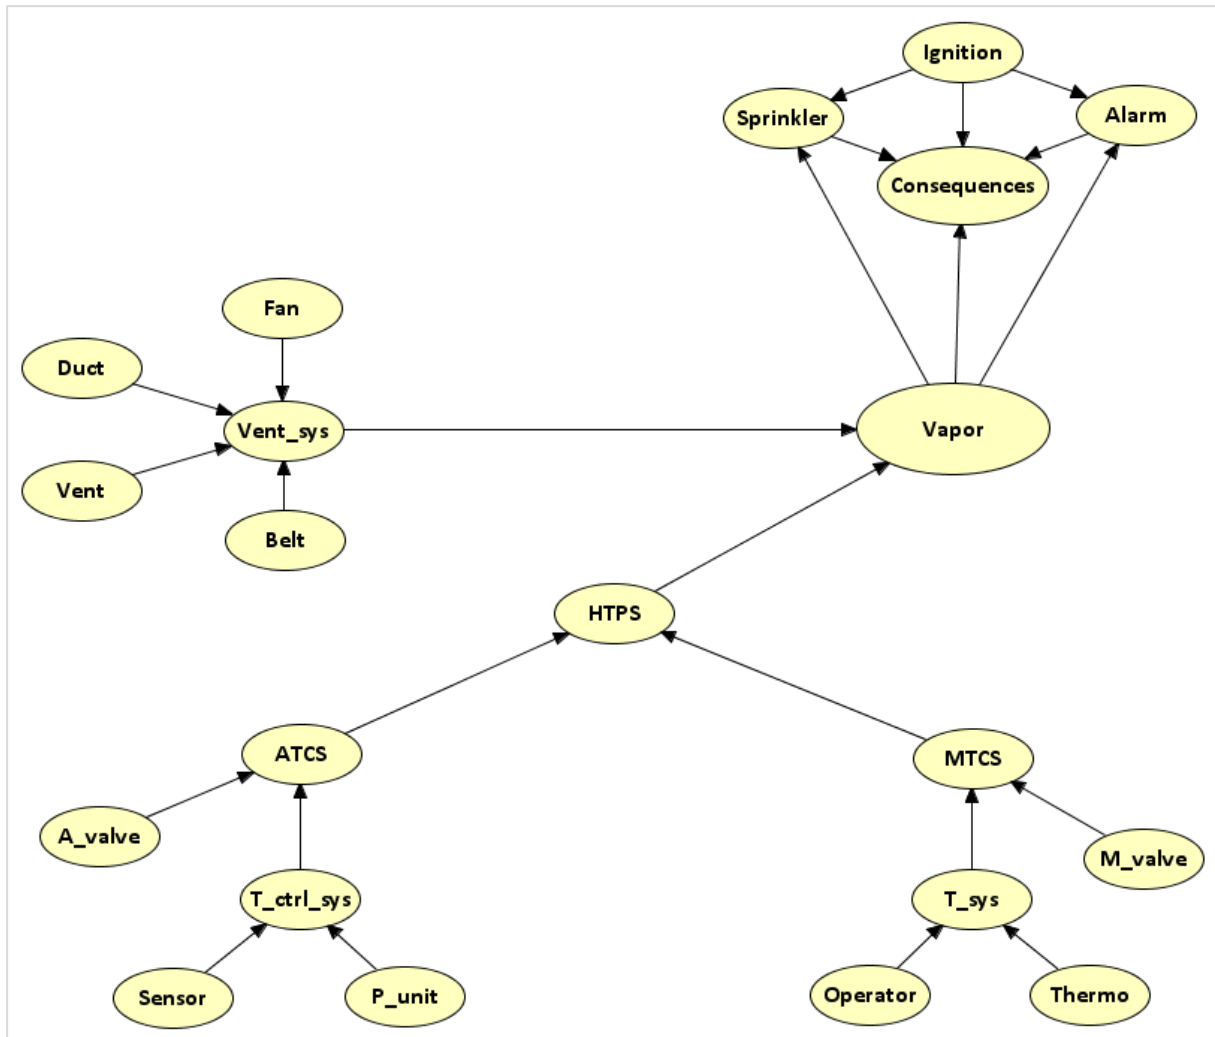 Ignition
Sprinkler
Alarm
Consequences
Fan
Duct
Vent_sys
Vapor
Vent
Belt
HTPS
ATCS
MTCS
A_valve
M_valve
T_ctrl_sys
T_sys
Sensor
P_unit
Operator
Thermo